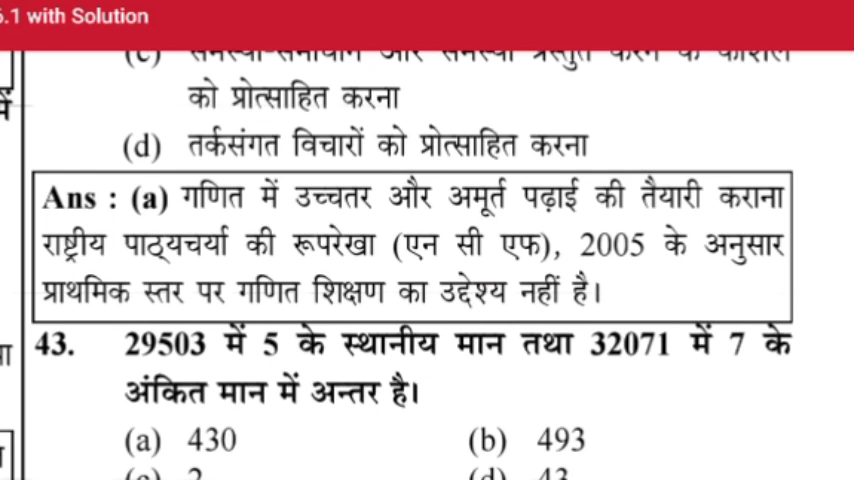 6.1 with Solution
को प्रोत्साहित करना
(d) तर्कसंगत विचारों को प्रोत्साहित करना
Ans : (a) गणित में उच्चतर और अमूर्त पढ़ाई की तैयारी कराना
राष्ट्रीय पाठ्यचर्या की रूपरेखा (एन सी एफ), 2005 के अनुसार
प्राथमिक स्तर पर गणित शिक्षण का उद्देश्य नहीं है।
43. 29503 में 5 के स्थानीय मान तथा 32071 में 7 के
अंकित मान में अन्तर है।
(a) 430 (b) 493